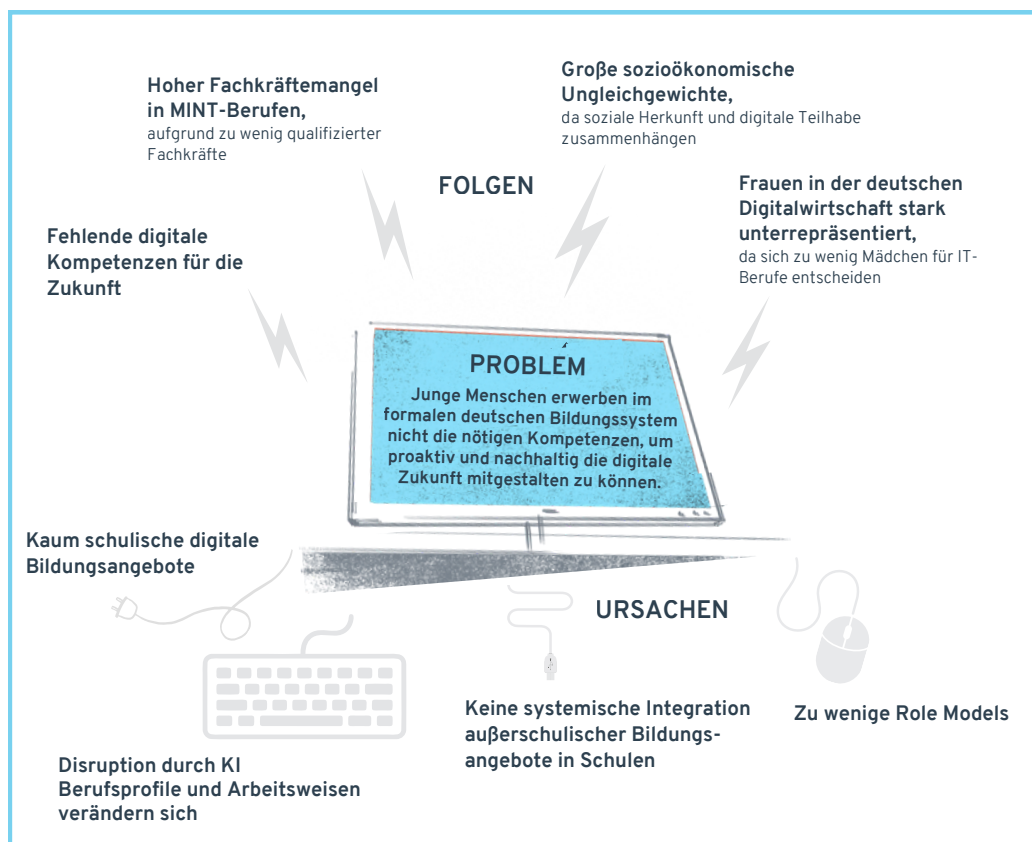 Hoher Fachkräftemangel
in MINT-Berufen,
aufgrund zu wenig qualifizierter
Fachkräfte
Große sozioökonomische
Ungleichgewichte,
da soziale Herkunft und digitale Teilhabe
zusammenhängen
FOLGEN
Fehlende digitale
Kompetenzen für die
Zukunft
Frauen in der deutschen
Digitalwirtschaft stark
unterrepräsentiert,
da sich zu wenig Mädchen für IT-
Berufe entscheiden
PROBLEM
Junge Menschen erwerben im
formalen deutschen Bildungssystem
nicht die nötigen Kompetenzen, um
proaktiv und nachhaltig die digitale
Zukunft mitgestalten zu können.
Kaum schulische digitale
Bildungsangebote
URSACHEN
Disruption durch KI
Berufsprofile und Arbeitsweisen
verändern sich
Keine systemische Integration
außerschulischer Bildungs-
angebote in Schulen
Zu wenige Role Models